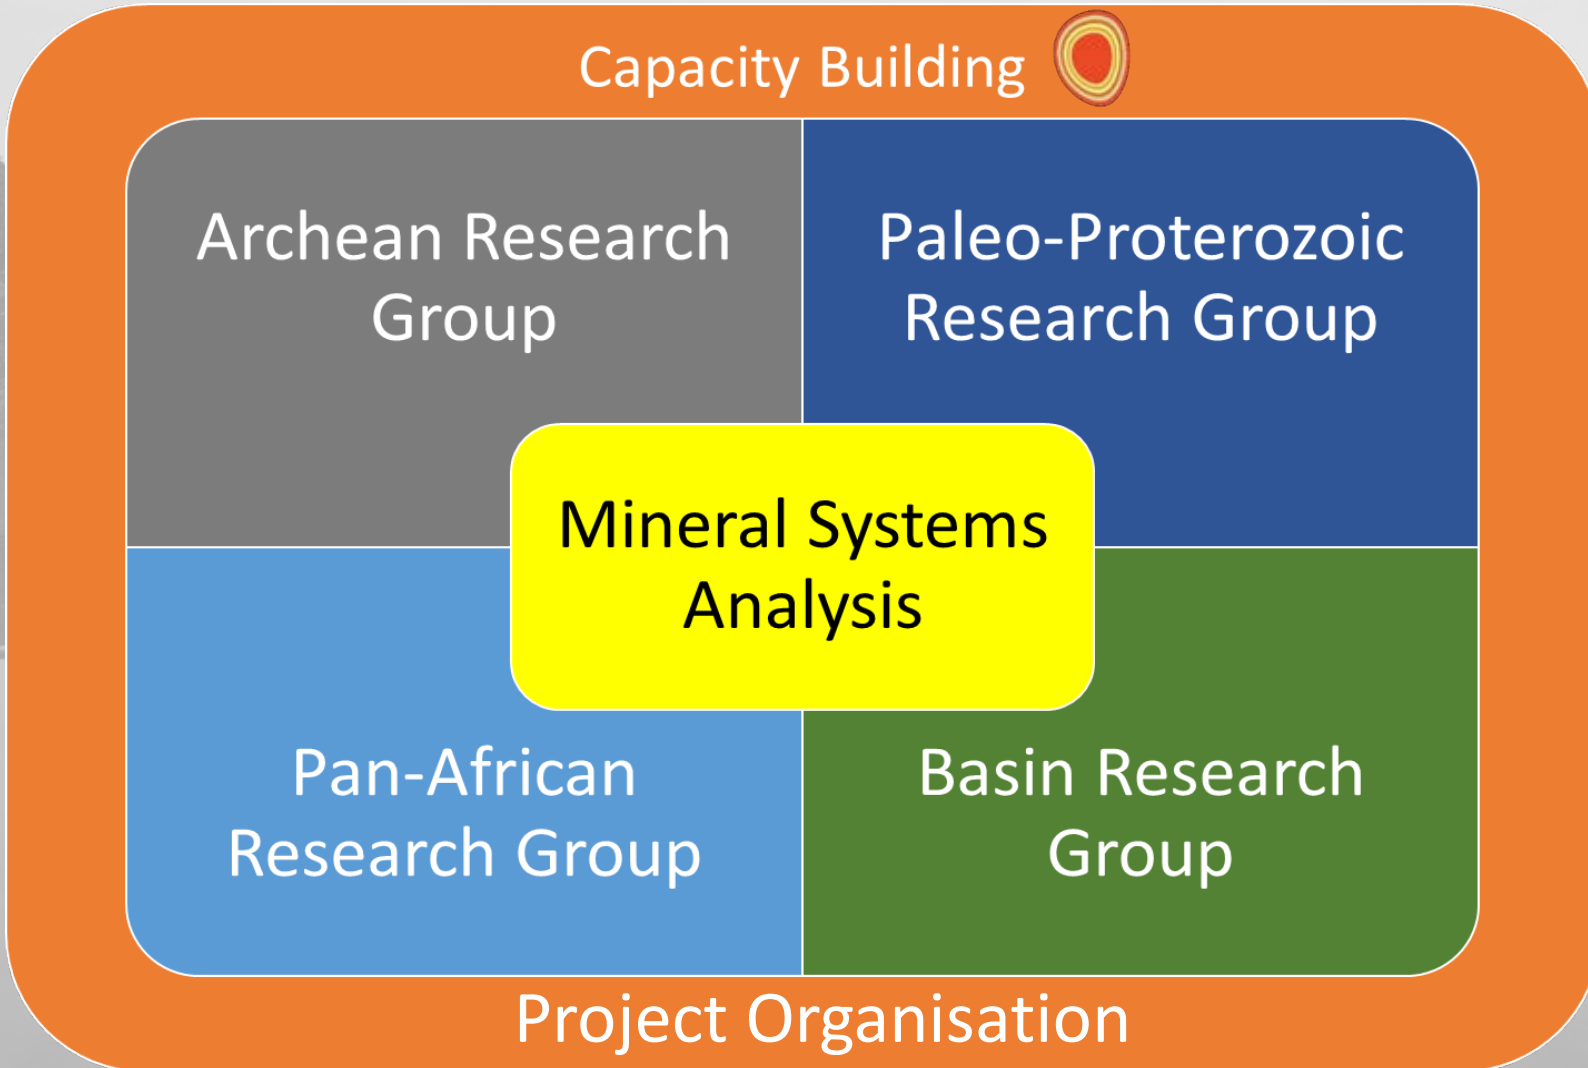 Capacity Building
Archean Research
Group
Paleo-Proterozoic
Research Group
Mineral Systems
Analysis
Pan-African
Research Group
Basin Research
Group
Project Organisation